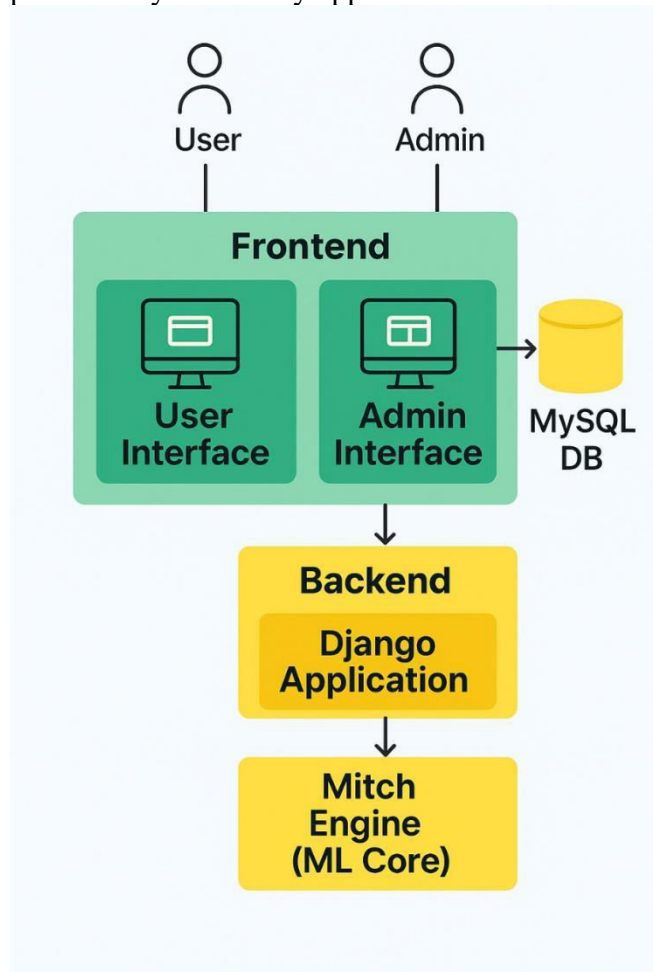 User
Admin
Frontend
User
Interface
Admin
Interface
MySQL
DB
Backend
Django
Application
Mitch
Engine
(ML Core)